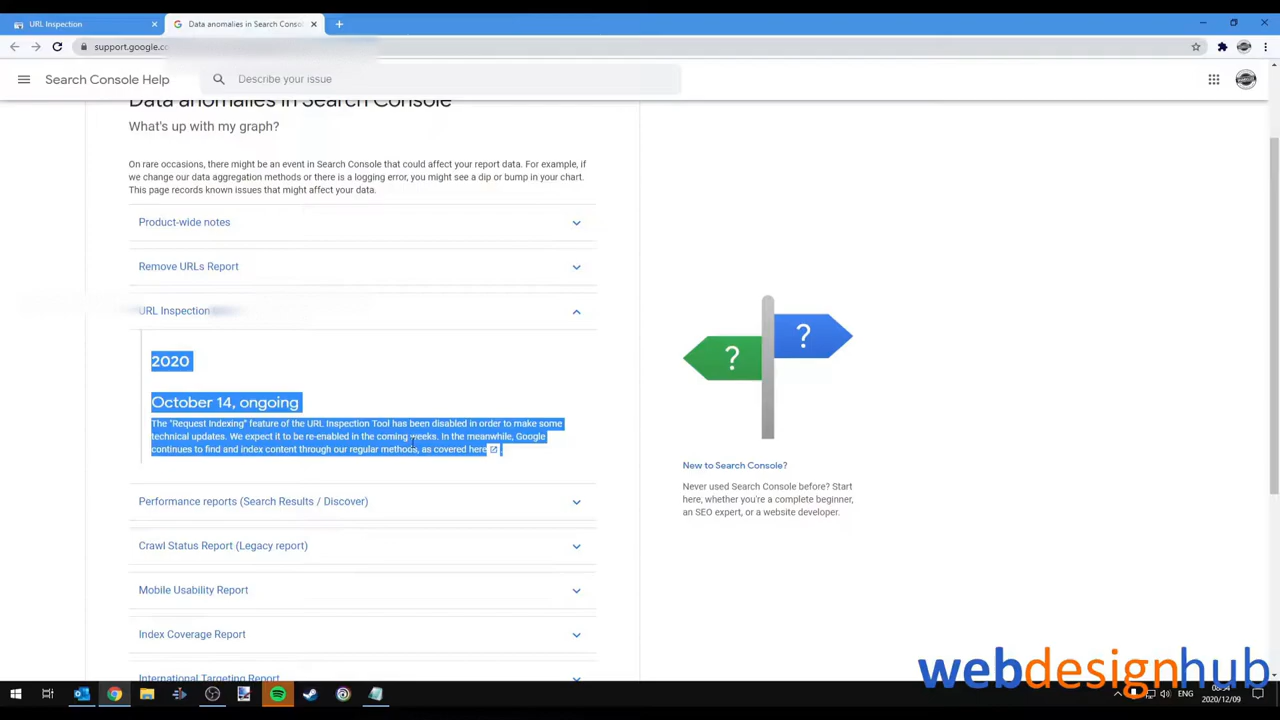 URL Inspection
Data anomalies in Search Conso
support.google.co
Search Console Help
Describe your issue
Data anomalies in Search Console
What's up with my graph?
On rare occasions, there might be an event in Search Console that could affect your report data. For example, if
we change our data aggregation methods or there is a logging error, you might see a dip or bump in your chart.
This page records known issues that might affect your data.
Product-wide notes
Remove URLs Report
URL Inspection
2020
October 14, ongoing
The "Request Indexing" feature of the URL Inspection Tool has been disabled in order to make some
technical updates. We expect it to be re-enabled in the coming weeks. In the meanwhile, Google
continues to find and index content through our regular methods, as covered here
Performance reports (Search Results / Discover)
Crawl Status Report (Legacy report)
Mobile Usability Report
Index Coverage Report
International Targeting Report
? ?
New to Search Console?
Never used Search Console before? Start
here, whether you're a complete beginner,
an SEO expert, or a website developer.
webdesignhub
ENG
2020/12/09